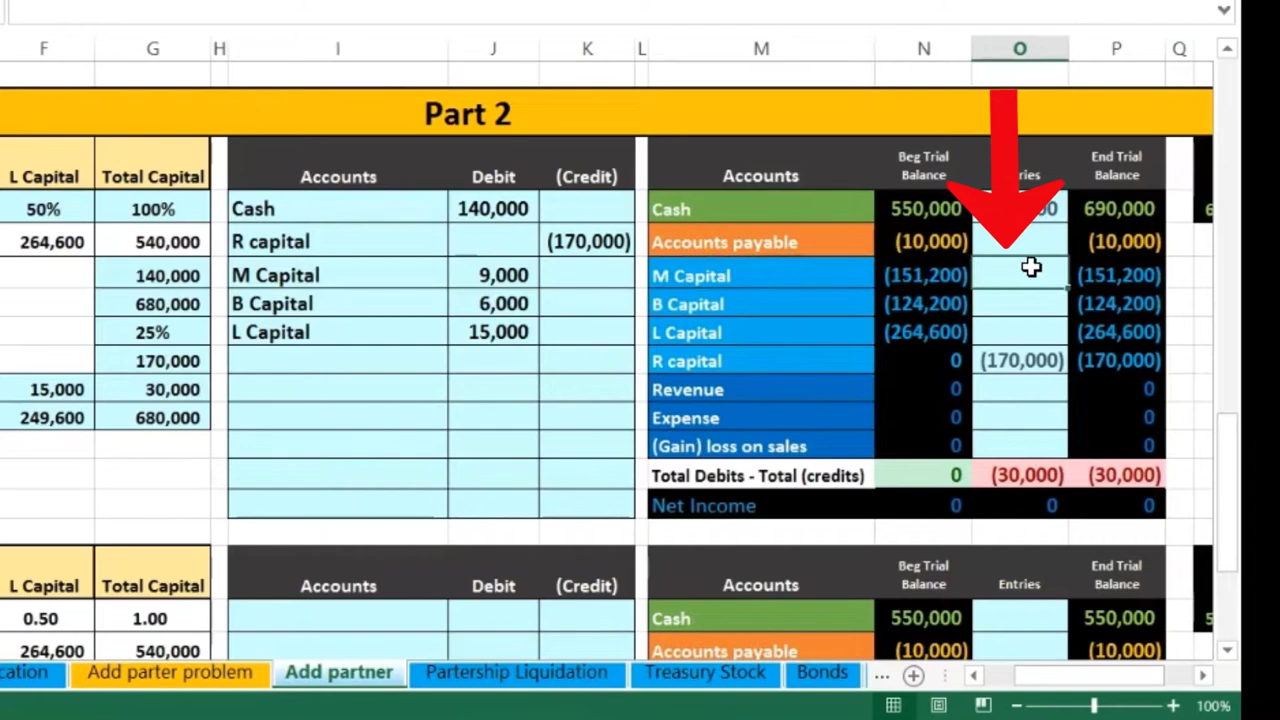 F G H I J K L M N O P Q
Part 2
L Capital Total Capital Accounts Debit (Credit) Accounts Beg Trial Balance End Trial Balance
50% 100% Cash 140,000 Cash 550,000 690,000
264,600 540,000 R capital (170,000) Accounts payable (10,000) (10,000)
140,000 M Capital 9,000 M Capital (151,200) (151,200)
680,000 B Capital 6,000 B Capital (124,200) (124,200)
25% L Capital 15,000 L Capital (264,600) (264,600)
170,000 R capital 0 (170,000) (170,000)
15,000 30,000 Revenue 0 0
249,600 680,000 Expense 0 0
(Gain) loss on sales 0 0
Total Debits - Total (credits) 0 (30,000) (30,000)
Net Income 0 0 0
L Capital Total Capital Accounts Debit (Credit) Accounts Beg Trial Balance Entries End Trial Balance
0.50 1.00 Cash 550,000 550,000
264,600 540,000 Accounts payable (10,000) (10,000)
Add parter problem Add partner Partership Liquidation Treasury Stock Bonds ...
100%